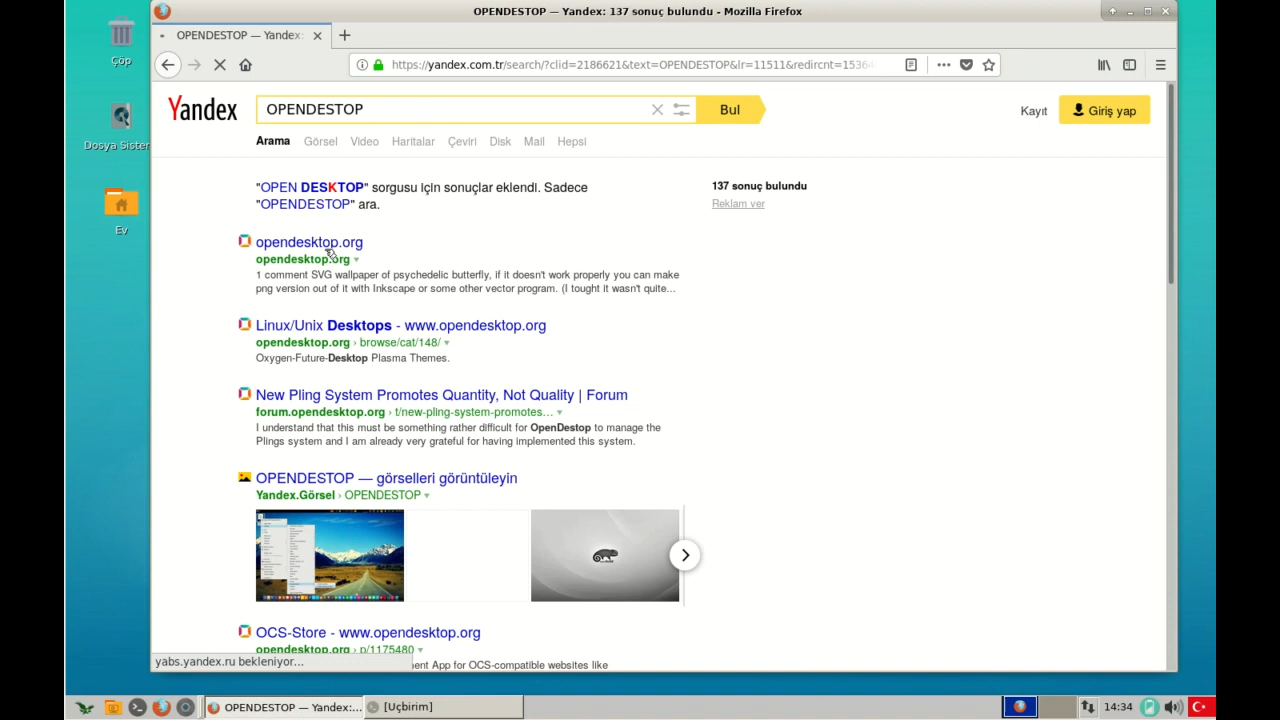 OPENDESTOP — Yandex: 137 sonuç bulundu - Mozilla Firefox
Çöp
OPENDESTOP — Yandex:
https://yandex.com.tr/search/?clid=2186621&text=OPENDESTOP&lr=11511&redircnt=1536
Yandex
OPENDESTOP
Bul
Kayıt
Giriş yap
Arama Görsel Video Haritalar Çeviri Disk Mail Hepsi
Dosya Sister
"OPEN DESKTOP" sorgusu için sonuçlar eklendi. Sadece
"OPENDESTOP" ara.
137 sonuç bulundu
Reklam ver
Ev
opendesktop.org
opendesktop.org
1 comment SVG wallpaper of psychedelic butterfly, if it doesn't work properly you can make
png version out of it with Inkscape or some other vector program. (I tought it wasn't quite...
Linux/Unix Desktops - www.opendesktop.org
opendesktop.org › browse/cat/148/
Oxygen-Future-Desktop Plasma Themes.
New Pling System Promotes Quantity, Not Quality | Forum
forum.opendesktop.org › t/new-pling-system-promotes…
I understand that this must be something rather difficult for OpenDestop to manage the
Plings system and I am already very grateful for having implemented this system.
OPENDESTOP — görselleri görüntüleyin
Yandex.Görsel › OPENDESTOP
OCS-Store - www.opendesktop.org
opendesktop.org › p/1175480
yabs.yandex.ru bekleniyor…
ent App for OCS-compatible websites like
OPENDESTOP — Yandex:...
[Uçbirim]
14:34